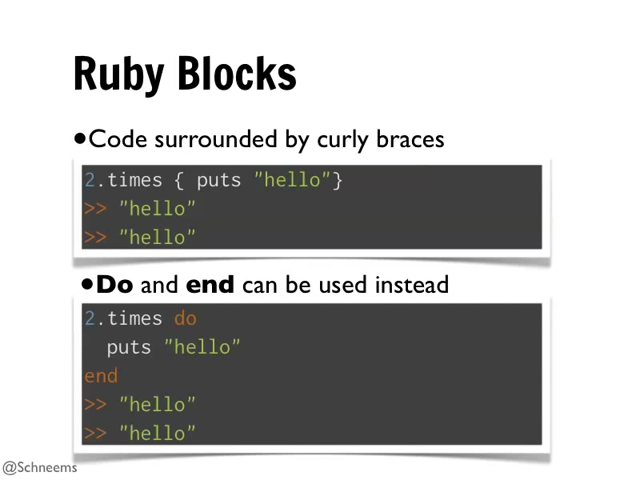 Ruby Blocks
•Code surrounded by curly braces
2.times { puts "hello"}
>> "hello"
>> "hello"
•Do and end can be used instead
2.times do
  puts "hello"
end
>> "hello"
>> "hello"
@Schneems